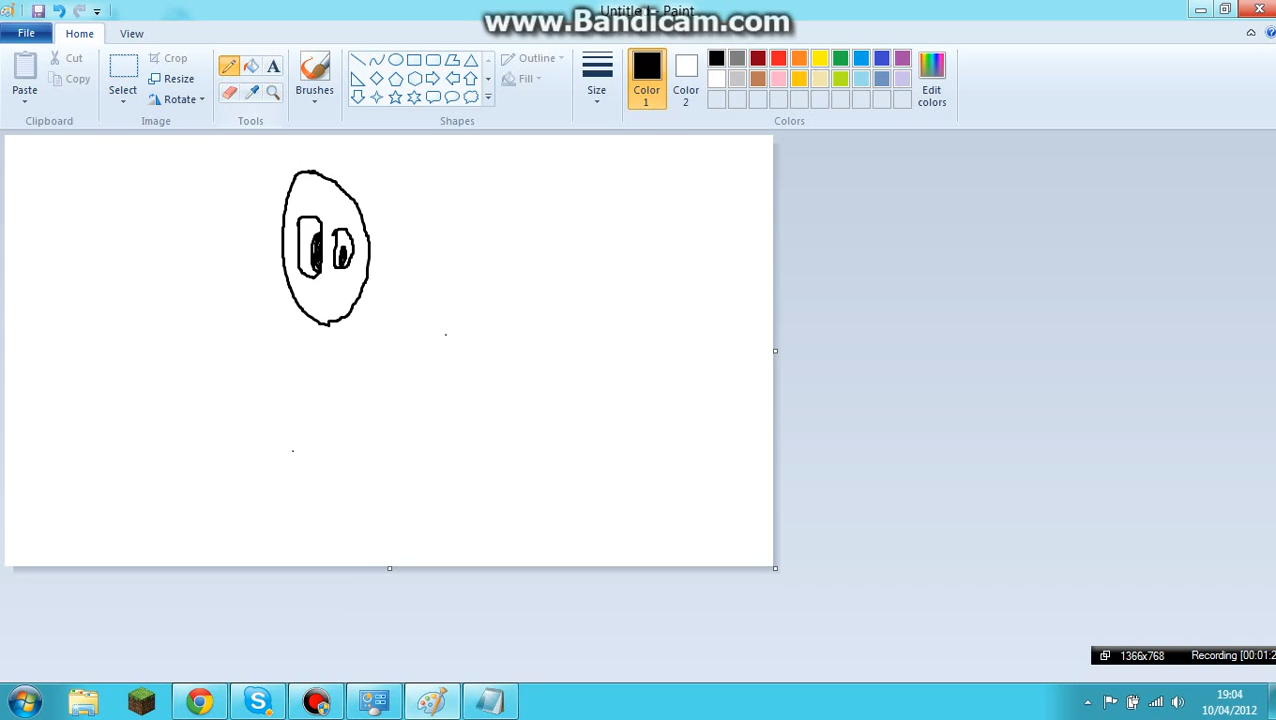 Untitled - Paint
www.Bandicam.com
File
Home
View
Paste
Cut
Copy
Clipboard
Select
Crop
Resize
Rotate
Image
A
Tools
Brushes
Outline
Fill
Shapes
Size
Color
1
Color
2
Edit
colors
Colors
1366x768
Recording [00:01:2
19:04
10/04/2012